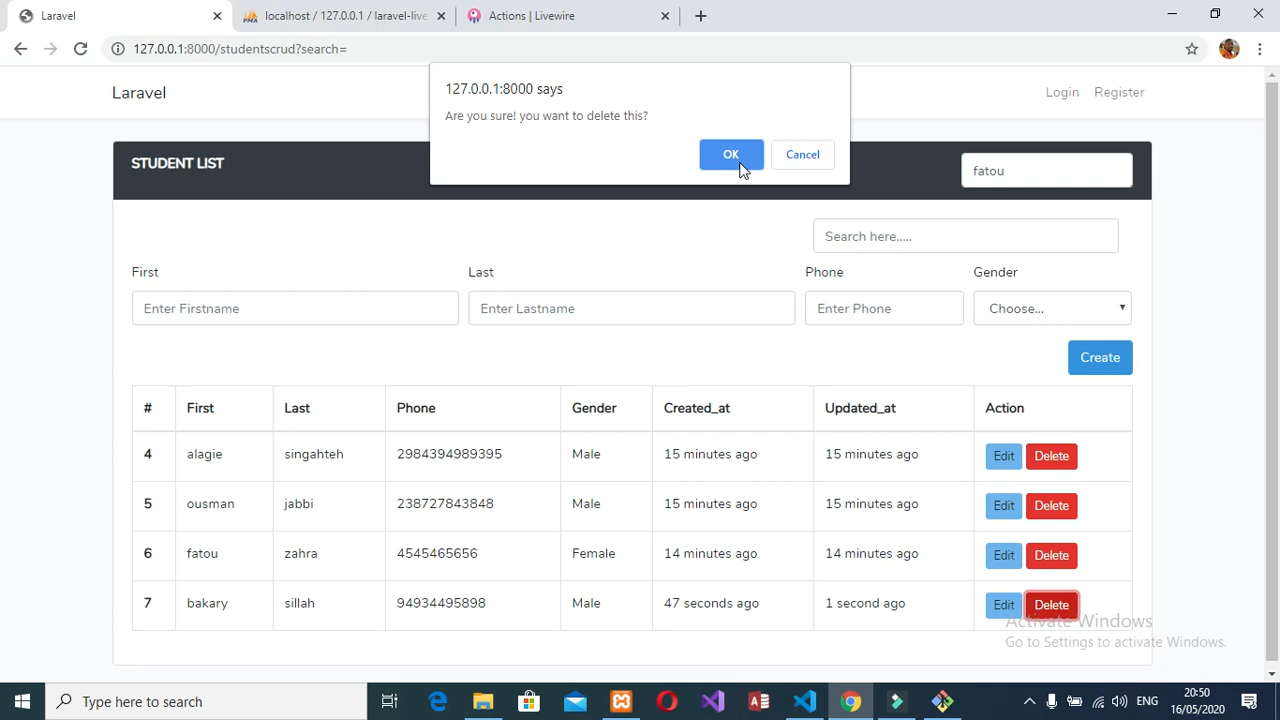 Laravel
localhost / 127.0.0.1 / laravel-live
Actions | Livewire
127.0.0.1:8000/studentscrud?search=
127.0.0.1:8000 says
Are you sure! you want to delete this?
OK
Cancel
Laravel
Login Register
STUDENT LIST
fatou
Search here.....
First Last Phone Gender
Enter Firstname Enter Lastname Enter Phone Choose...
Create
# First Last Phone Gender Created_at Updated_at Action
4 alagie singahteh 2984394989395 Male 15 minutes ago 15 minutes ago Edit Delete
5 ousman jabbi 238727843848 Male 15 minutes ago 15 minutes ago Edit Delete
6 fatou zahra 4545465656 Female 14 minutes ago 14 minutes ago Edit Delete
7 bakary sillah 94934495898 Male 47 seconds ago 1 second ago Edit Delete
Activate Windows
Go to Settings to activate Windows.
Type here to search
ENG
20:50
16/05/2020